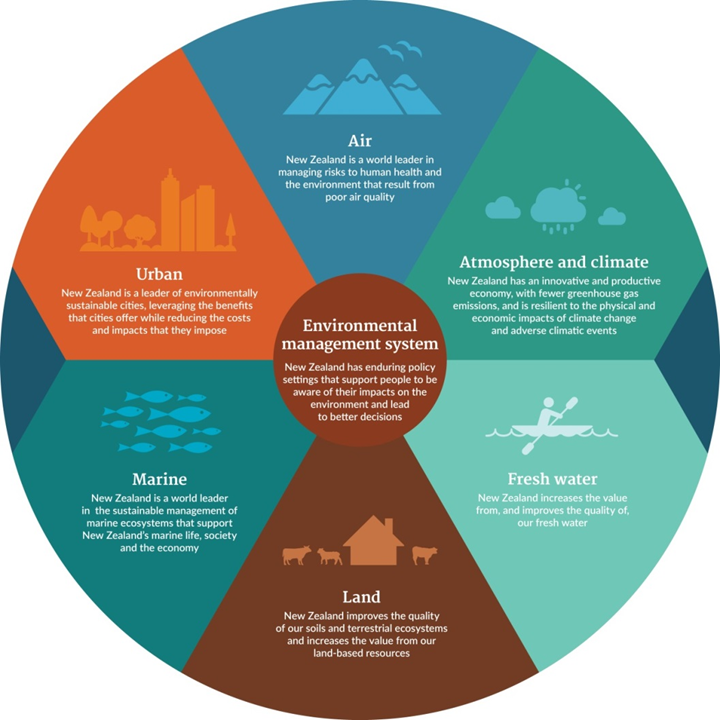 Air
New Zealand is a world leader in
managing risks to human health and
the environment that result from
poor air quality
Atmosphere and climate
New Zealand has an innovative and productive
economy, with fewer greenhouse gas
emissions, and is resilient to the physical and
economic impacts of climate change
and adverse climatic events
Urban
New Zealand is a leader of environmentally
sustainable cities, leveraging the benefits
that cities offer while reducing the costs
and impacts that they impose
Environmental
management system
New Zealand has enduring policy
settings that support people to be
aware of their impacts on the
environment and lead
to better decisions
Marine
New Zealand is a world leader
in the sustainable management of
marine ecosystems that support
New Zealand's marine life, society
and the economy
Fresh water
New Zealand increases the value
from, and improves the quality of,
our fresh water
Land
New Zealand improves the quality
of our soils and terrestrial ecosystems
and increases the value from our
land-based resources